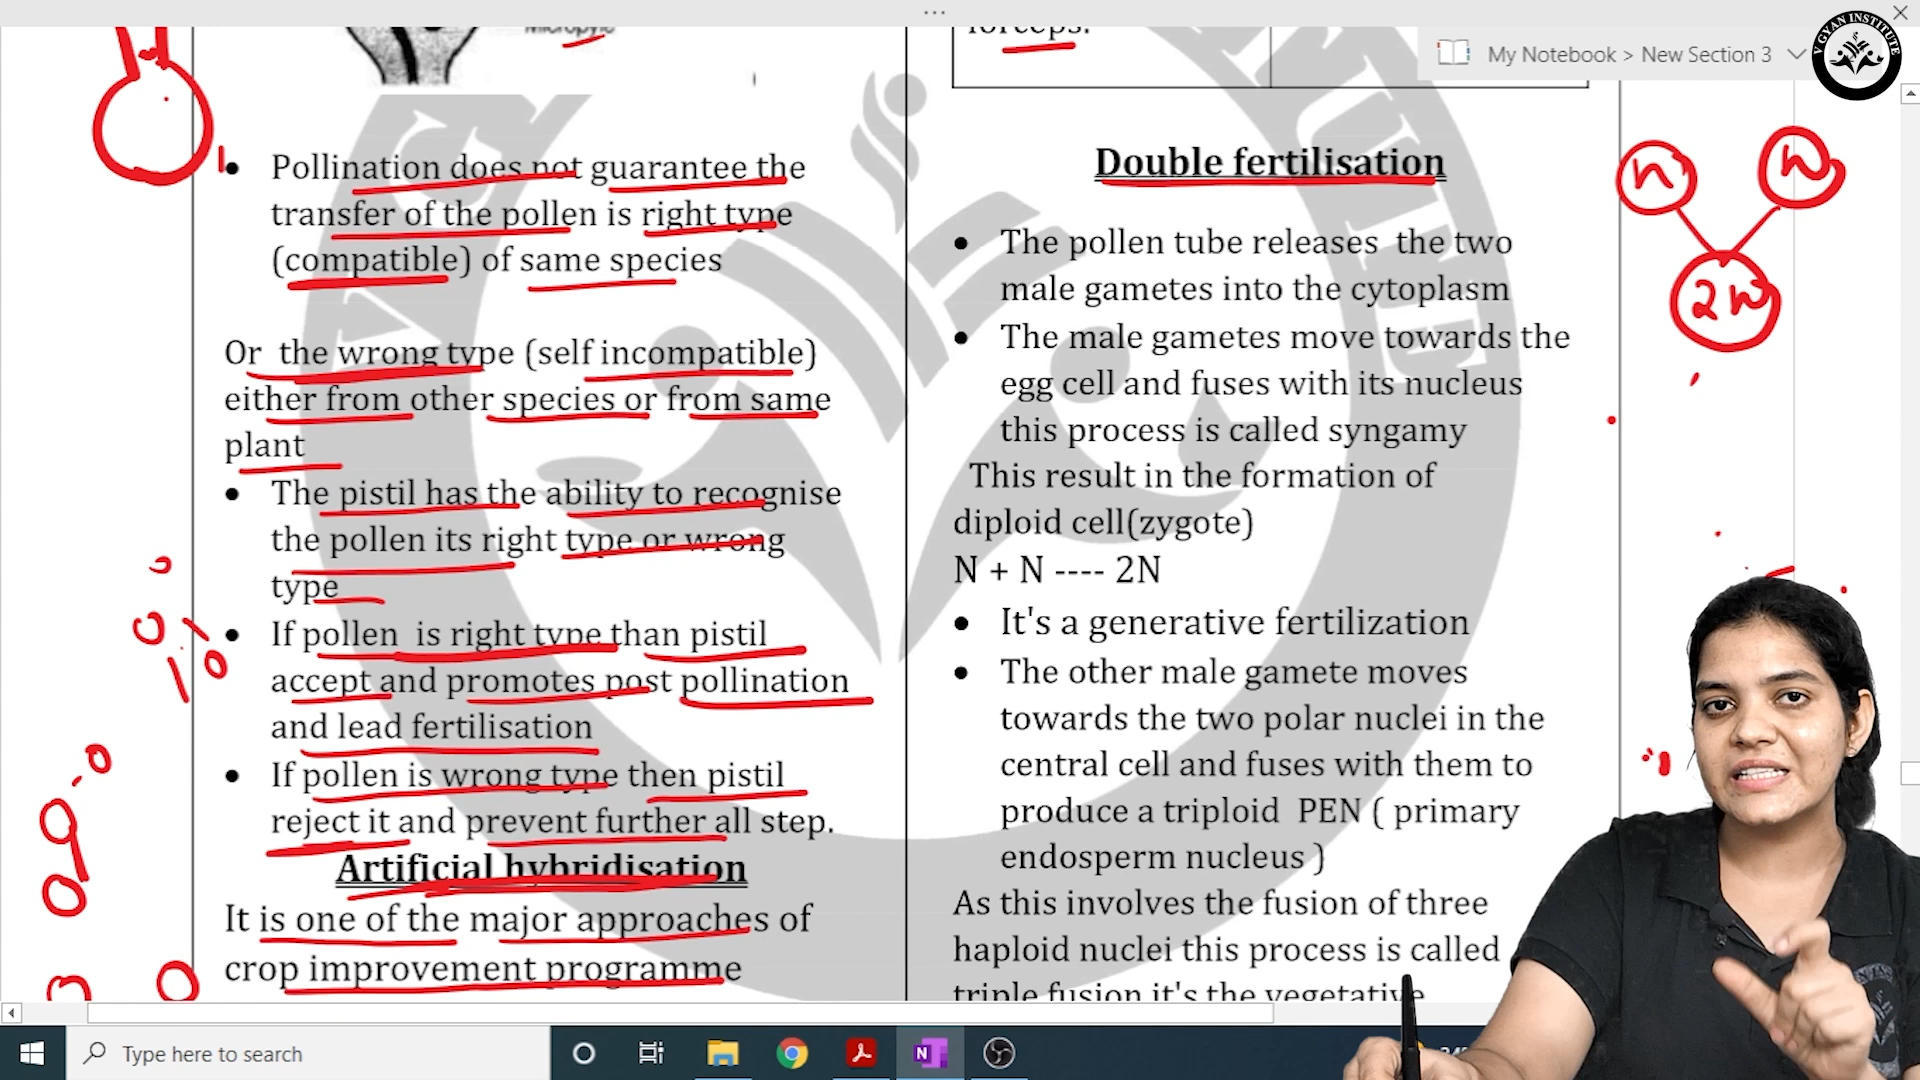 Micropyle
forceps.
My Notebook > New Section 3
V GYAN INSTITUTE
• Pollination does not guarantee the
transfer of the pollen is right type
(compatible) of same species
Or the wrong type (self incompatible)
either from other species or from same
plant
• The pistil has the ability to recognise
the pollen its right type or wrong
type
• If pollen is right type than pistil
accept and promotes post pollination
and lead fertilisation
• If pollen is wrong type then pistil
reject it and prevent further all step.
Artificial hybridisation
It is one of the major approaches of
crop improvement programme
Double fertilisation
• The pollen tube releases the two
male gametes into the cytoplasm
• The male gametes move towards the
egg cell and fuses with its nucleus
this process is called syngamy
This result in the formation of
diploid cell(zygote)
N + N ---- 2N
• It's a generative fertilization
• The other male gamete moves
towards the two polar nuclei in the
central cell and fuses with them to
produce a triploid PEN ( primary
endosperm nucleus )
As this involves the fusion of three
haploid nuclei this process is called
triple fusion it's the vegetative
n n
2n
Type here to search